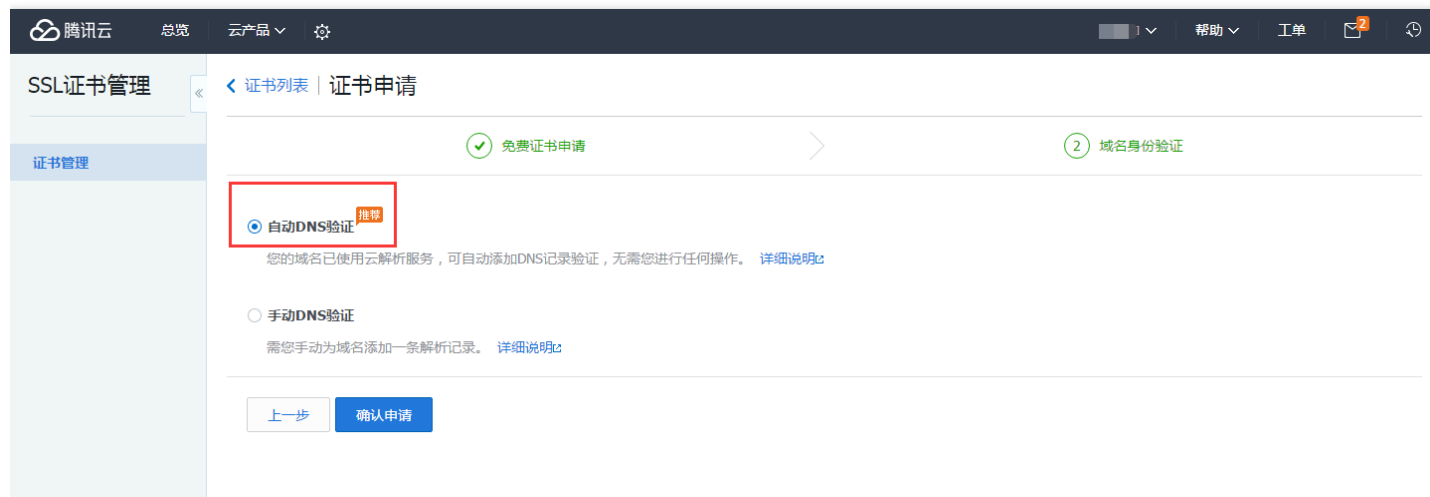 腾讯云 总览 云产品 帮助 工单 2
SSL证书管理
«
证书列表 | 证书申请
免费证书申请
2 域名身份验证
证书管理
自动DNS验证 推荐
您的域名已使用云解析服务，可自动添加DNS记录验证，无需您进行任何操作。 详细说明
手动DNS验证
需您手动为域名添加一条解析记录。 详细说明
上一步 确认申请